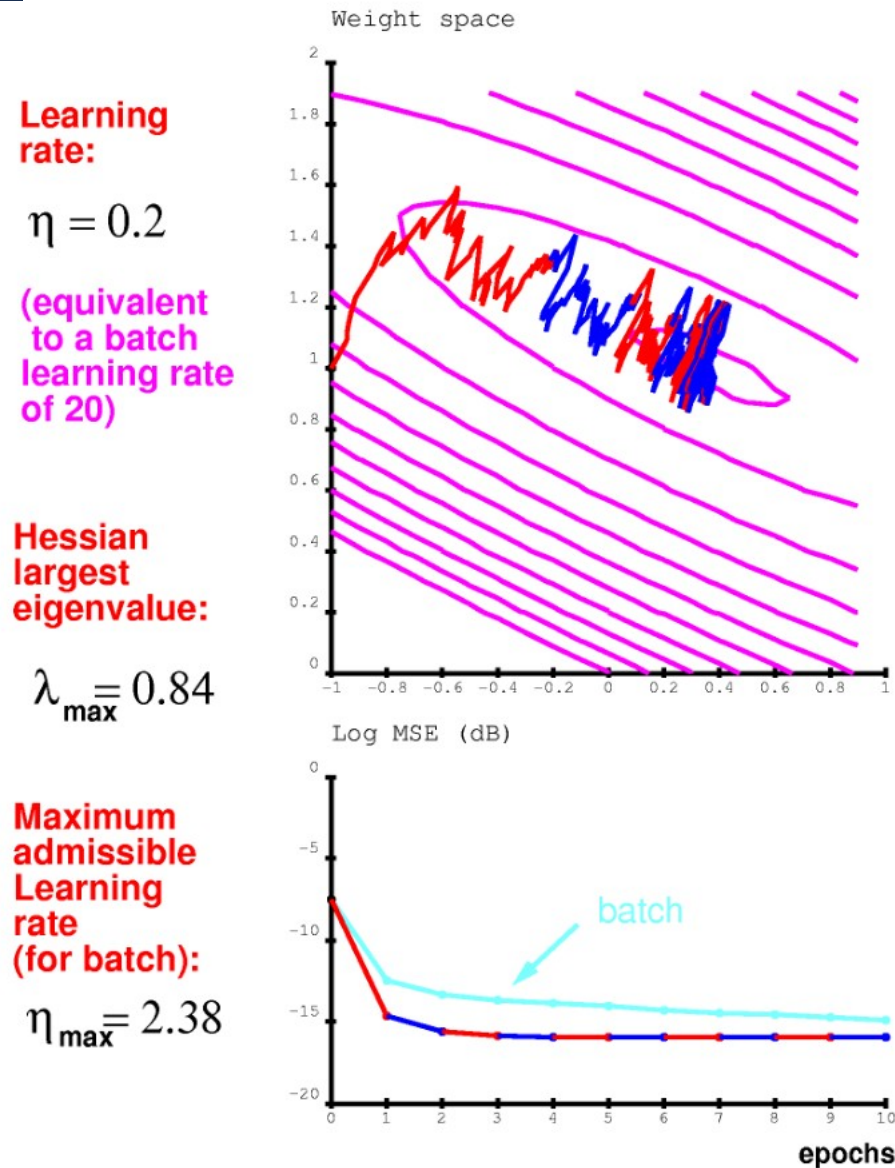 Weight space
Learning
rate:
η = 0.2
(equivalent
to a batch
learning rate
of 20)
Hessian
largest
eigenvalue:
λmax = 0.84
Maximum
admissible
Learning
rate
(for batch):
ηmax = 2.38
2
1.8
1.6
1.4
1.2
1
0.8
0.6
0.4
0.2
0
-1 -0.8 -0.6 -0.4 -0.2 0 0.2 0.4 0.6 0.8 1
Log MSE (dB)
0
-5
-10
-15
-20
batch
0 1 2 3 4 5 6 7 8 9 10
epochs